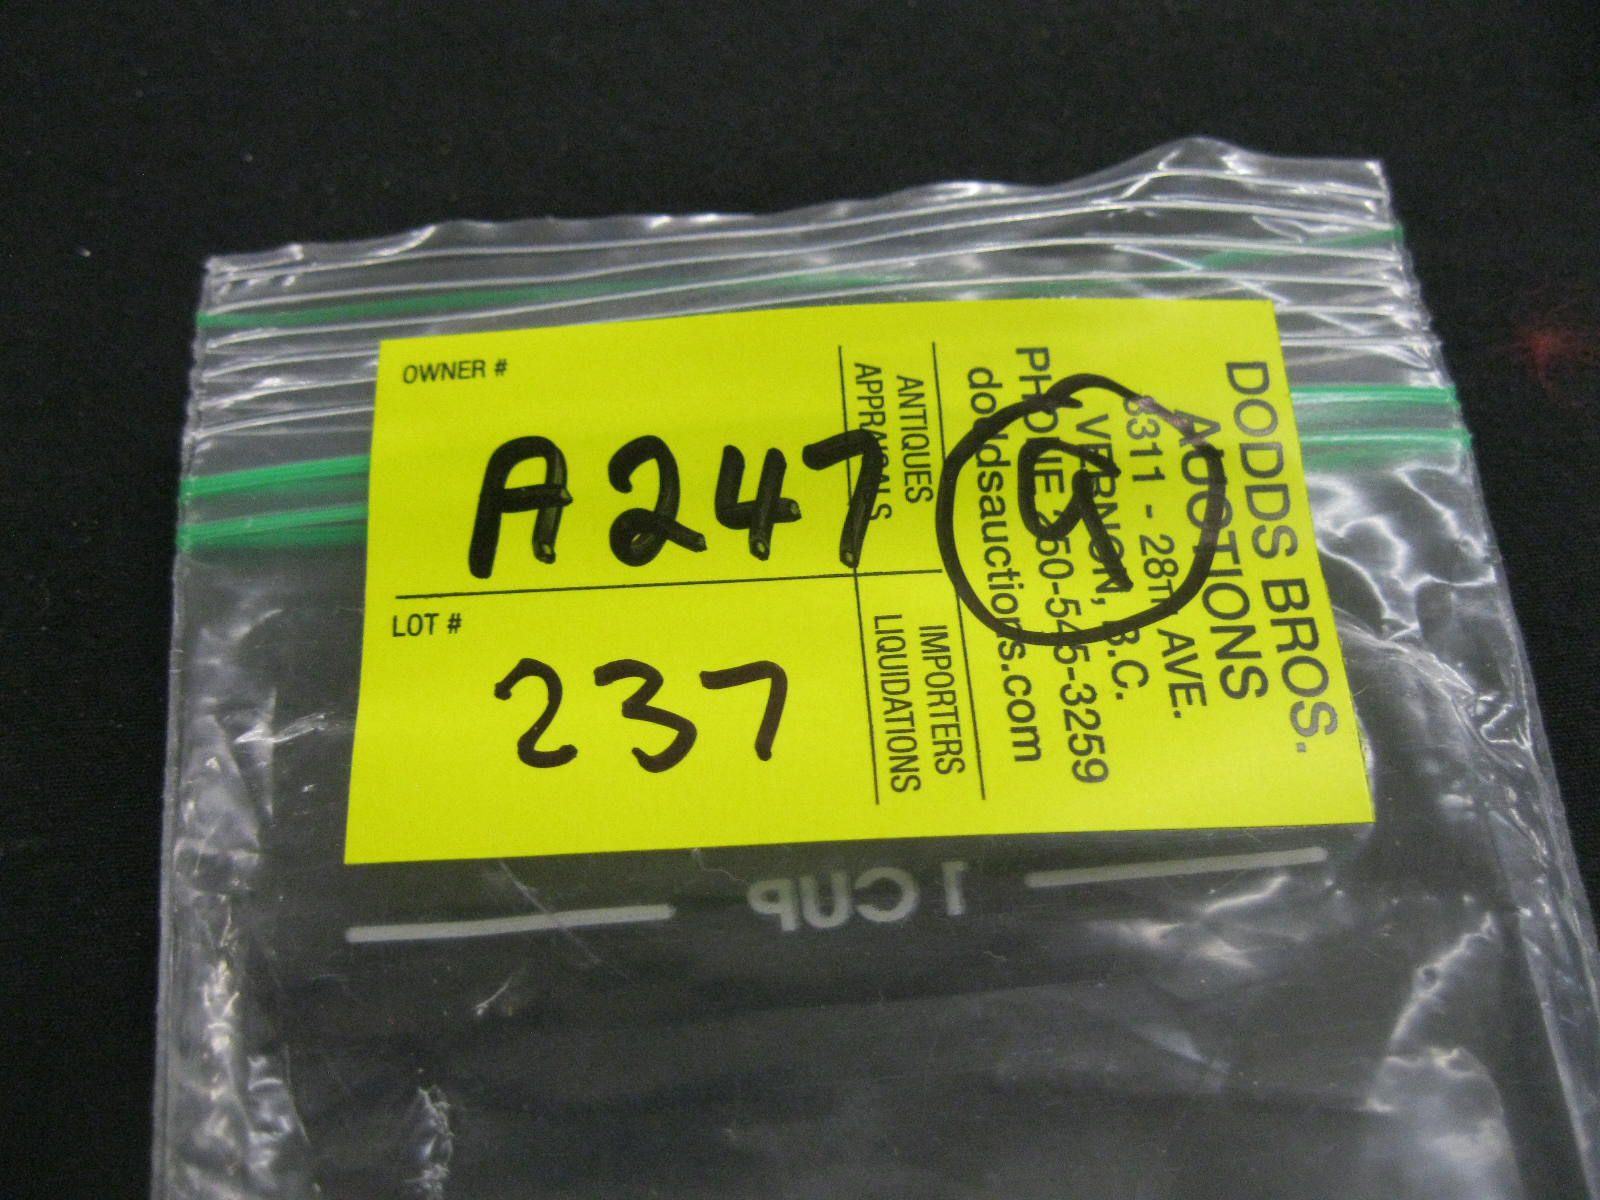 OWNER #
A247
LOT #
237
ANTIQUES
APPRAISALS
IMPORTERS
LIQUIDATIONS
DODDS BROS.
AUCTIONS
3311 - 28TH AVE.
VERNON, B.C.
PHONE 250-545-3259
doddsauctions.com
1 CUP